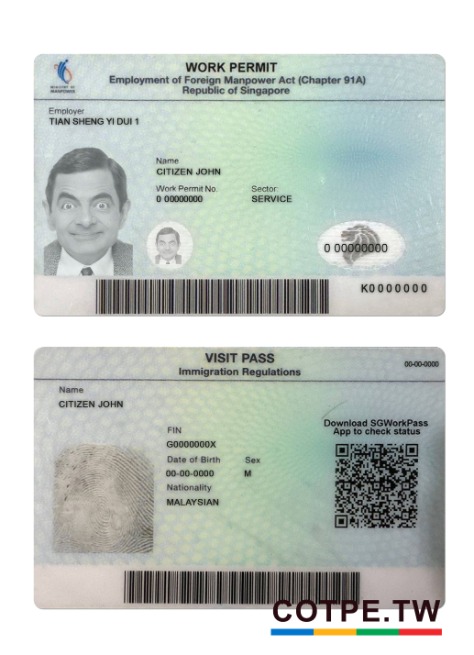 MINISTRY OF
MANPOWER
WORK PERMIT
Employment of Foreign Manpower Act (Chapter 91A)
Republic of Singapore
Employer
TIAN SHENG YI DUI 1
Name
CITIZEN JOHN
Work Permit No.
0 00000000
Sector
SERVICE
0 00000000
K0000000
VISIT PASS
Immigration Regulations
00-00-0000
Name
CITIZEN JOHN
Download SGWorkPass
App to check status
FIN
G0000000X
Date of Birth
Sex
00-00-0000
M
Nationality
MALAYSIAN
COTPE.TW